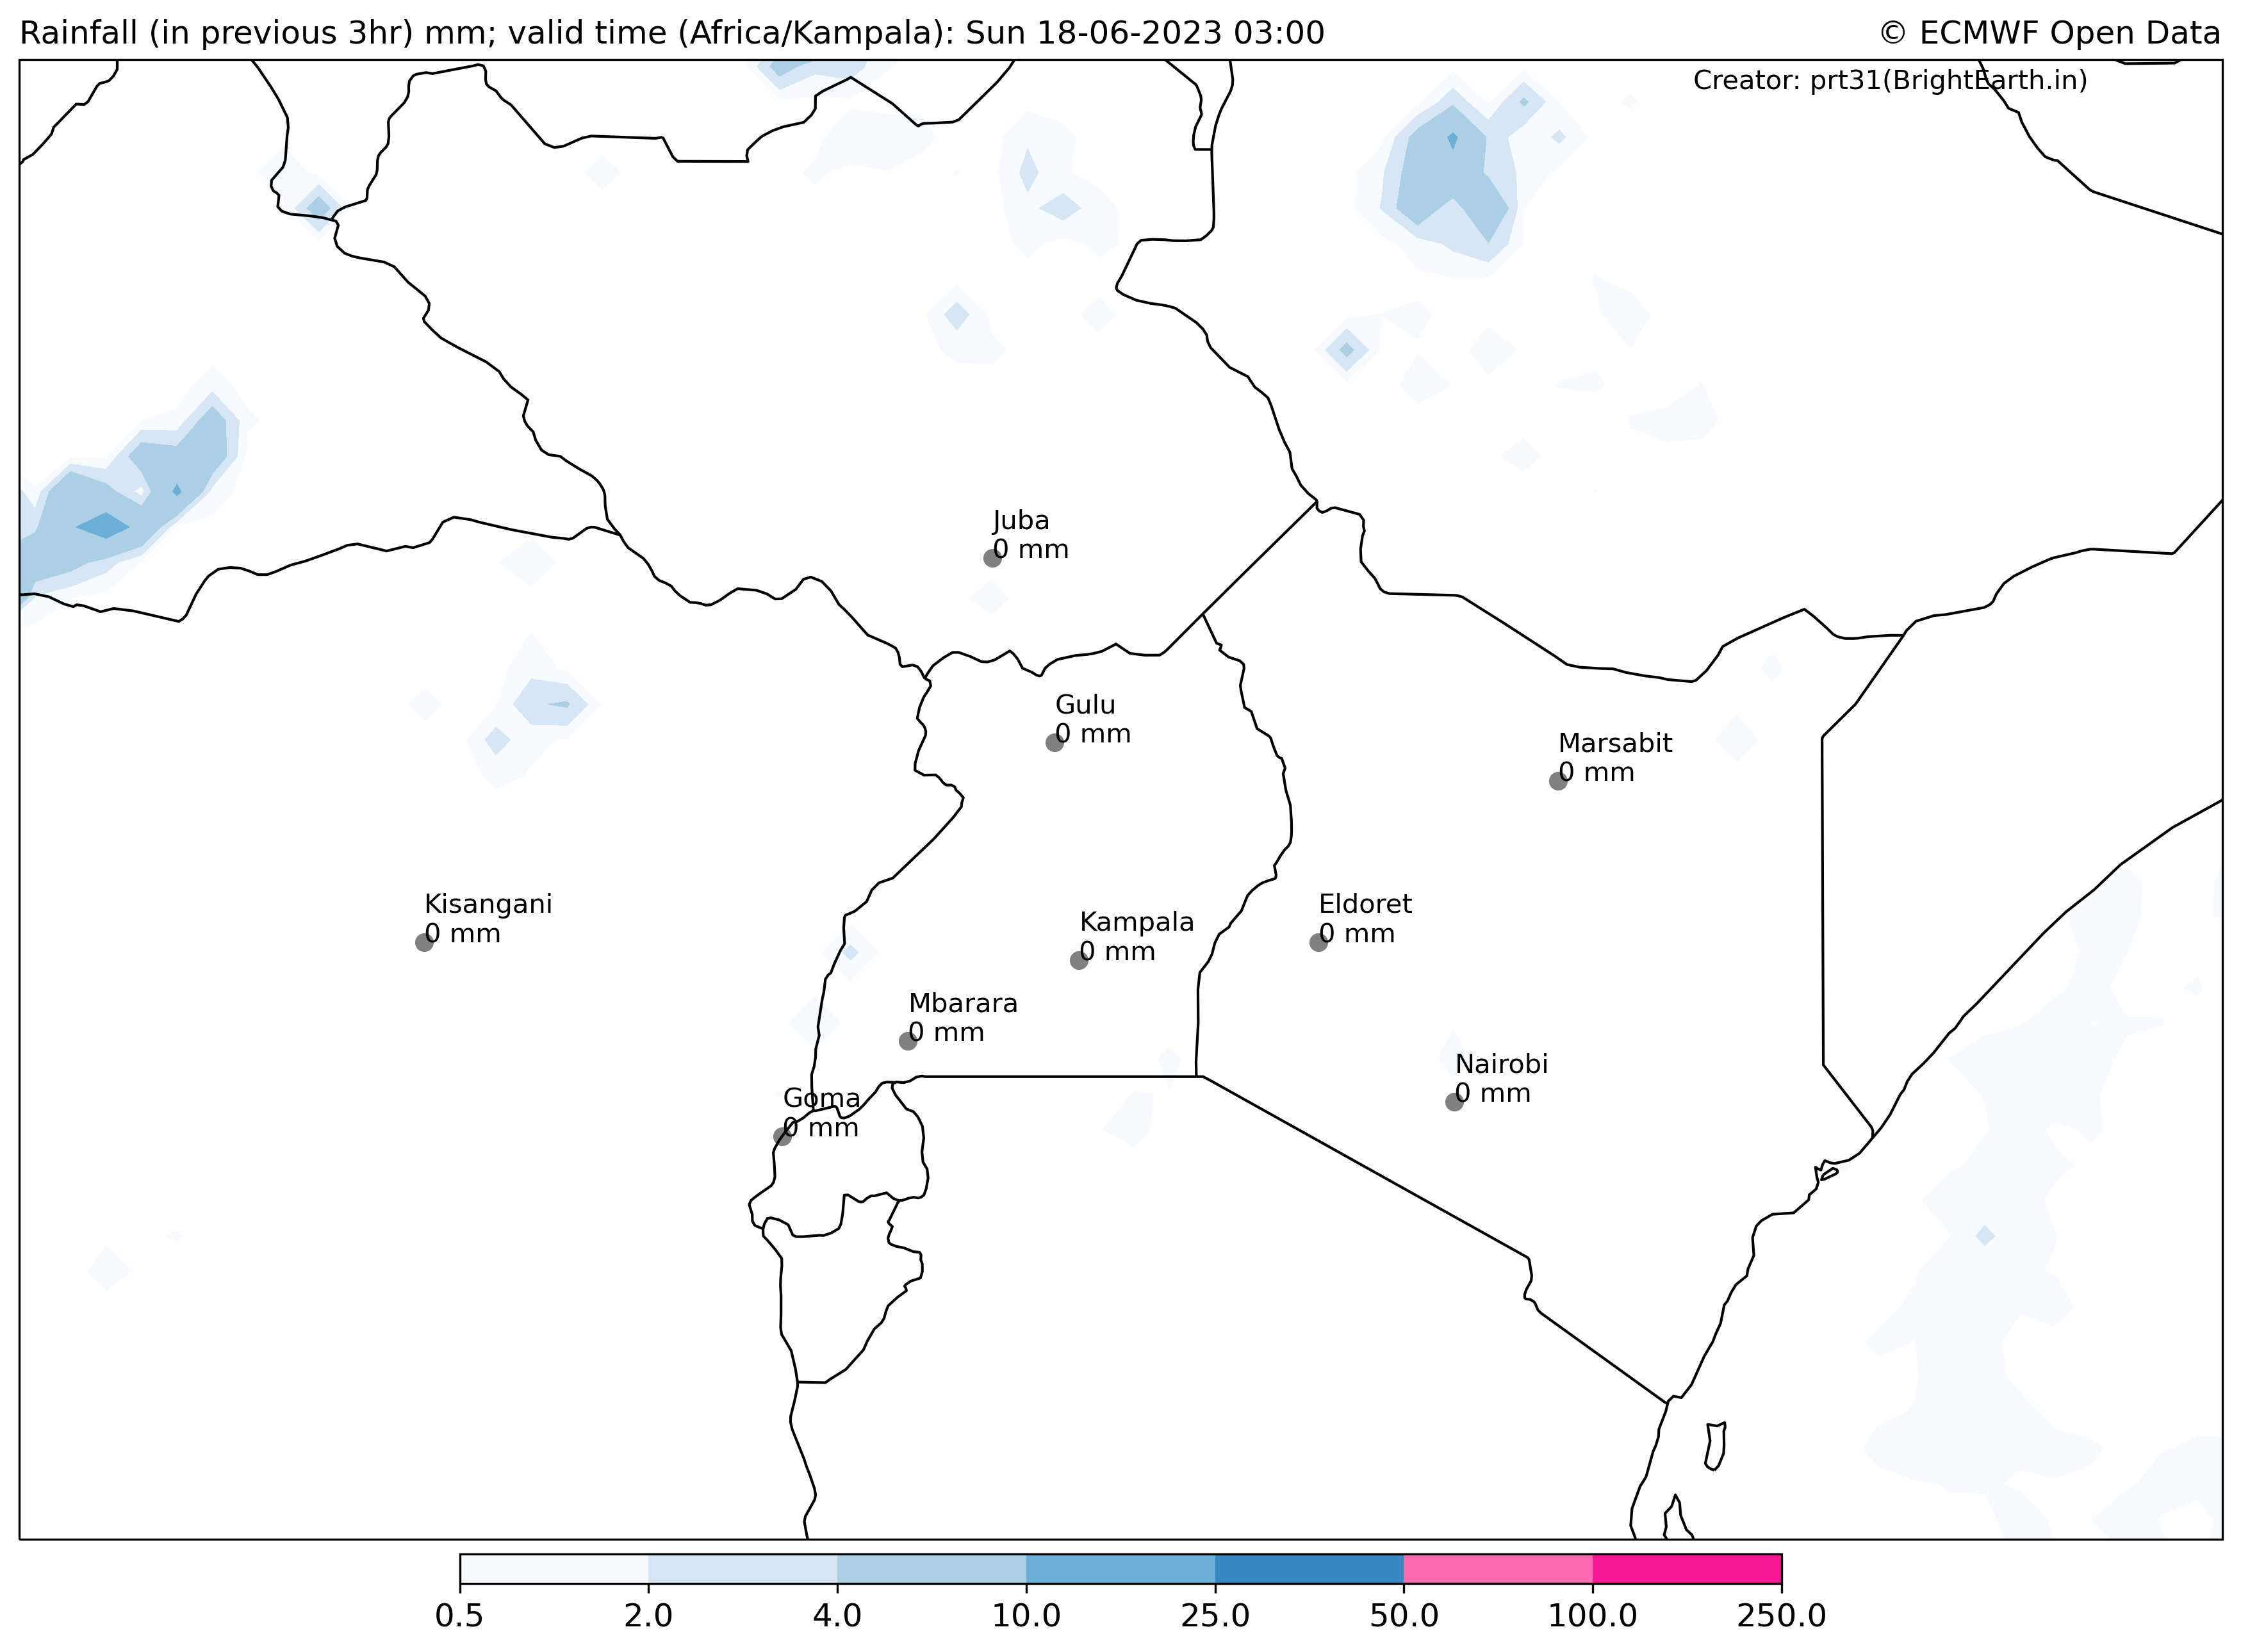 Rainfall (in previous 3hr) mm; valid time (Africa/Kampala): Sun 18-06-2023 03:00
© ECMWF Open Data
Creator: prt31(BrightEarth.in)
Juba
0 mm
Gulu
0 mm
Marsabit
0 mm
Kisangani
0 mm
Kampala
0 mm
Eldoret
0 mm
Mbarara
0 mm
Nairobi
0 mm
Goma
0 mm
0.5
2.0
4.0
10.0
25.0
50.0
100.0
250.0